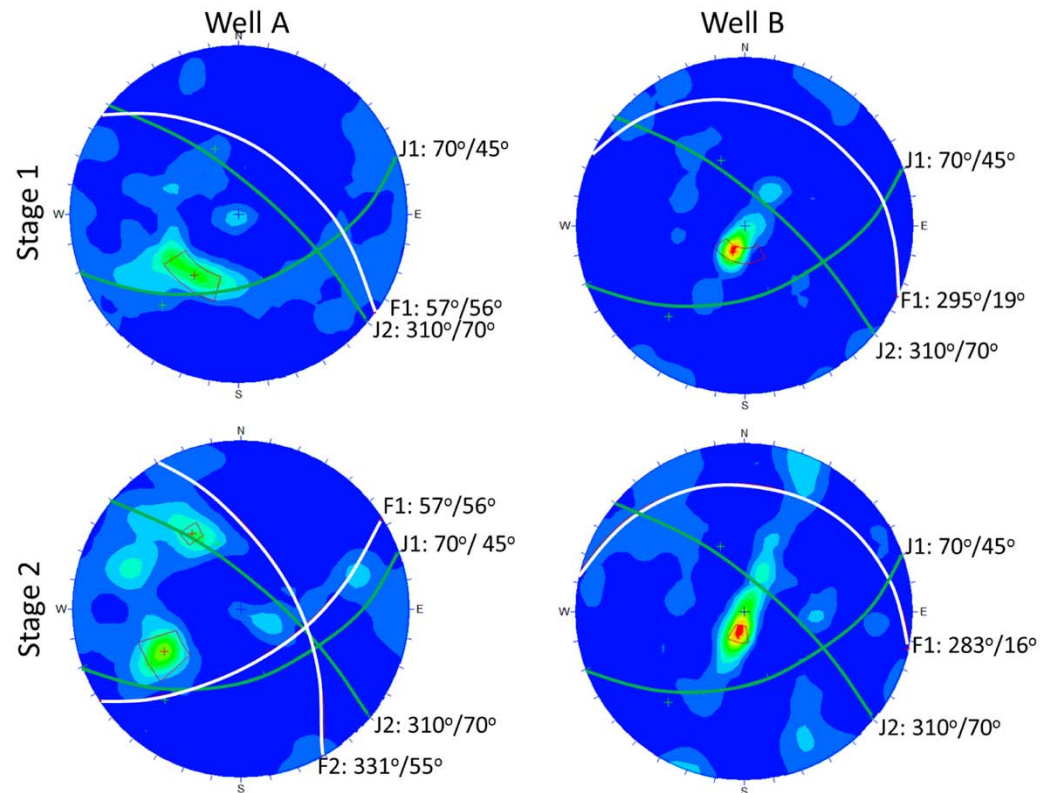 Well A
Well B
Stage 1
N
W
E
S
J1: 70°/45°
F1: 57°/56°
J2: 310°/70°
N
W
E
S
J1: 70°/45°
F1: 295°/19°
J2: 310°/70°
Stage 2
N
W
E
S
F1: 57°/56°
J1: 70°/ 45°
J2: 310°/70°
F2: 331°/55°
N
W
E
S
J1: 70°/45°
F1: 283°/16°
J2: 310°/70°